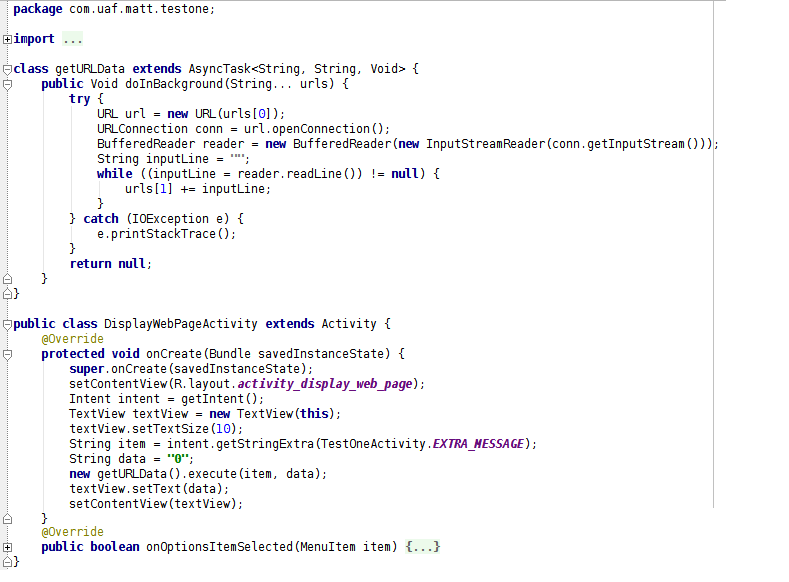 package com.uaf.matt.testone;
import ...
class getURLData extends AsyncTask<String, String, Void> {
public Void doInBackground(String... urls) {
try {
URL url = new URL(urls[0]);
URLConnection conn = url.openConnection();
BufferedReader reader = new BufferedReader(new InputStreamReader(conn.getInputStream()));
String inputLine = "";
while ((inputLine = reader.readLine()) != null) {
urls[1] += inputLine;
}
} catch (IOException e) {
e.printStackTrace();
}
return null;
}
}
public class DisplayWebPageActivity extends Activity {
@Override
protected void onCreate(Bundle savedInstanceState) {
super.onCreate(savedInstanceState);
setContentView(R.layout.activity_display_web_page);
Intent intent = getIntent();
TextView textView = new TextView(this);
textView.setTextSize(10);
String item = intent.getStringExtra(TestOneActivity.EXTRA_MESSAGE);
String data = "0";
new getURLData().execute(item, data);
textView.setText(data);
setContentView(textView);
}
@Override
public boolean onOptionsItemSelected(MenuItem item) {...}
}